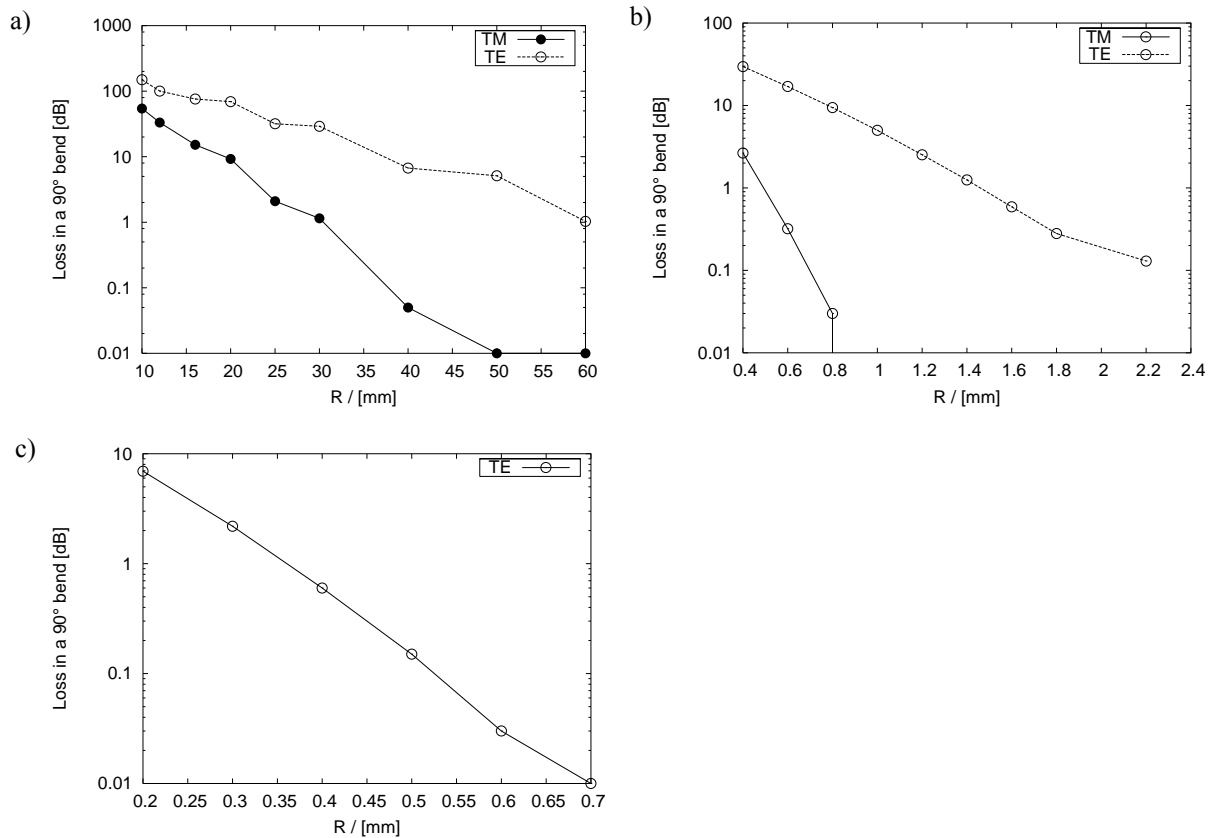 a)
1000
100
10
1
0.1
0.01
Loss in a 90° bend [dB]
TM
TE
10 15 20 25 30 35 40 45 50 55 60
R / [mm]
b)
100
10
1
0.1
0.01
Loss in a 90° bend [dB]
TM
TE
0.4 0.6 0.8 1 1.2 1.4 1.6 1.8 2 2.2 2.4
R / [mm]
c)
10
1
0.1
0.01
Loss in a 90° bend [dB]
TE
0.2 0.25 0.3 0.35 0.4 0.45 0.5 0.55 0.6 0.65 0.7
R / [mm]